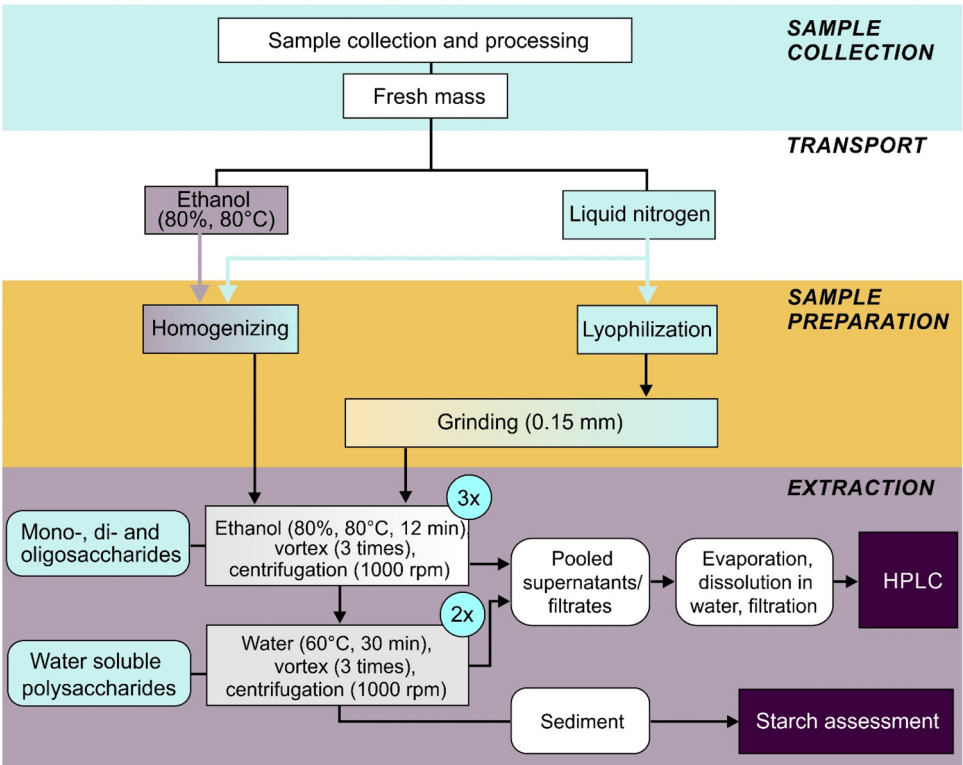 Sample collection and processing
SAMPLE
COLLECTION
Fresh mass
TRANSPORT
Ethanol
(80%, 80°C)
Liquid nitrogen
SAMPLE
PREPARATION
Homogenizing
Lyophilization
Grinding (0.15 mm)
EXTRACTION
3x
Mono-, di- and
oligosaccharides
Ethanol (80%, 80°C, 12 min),
vortex (3 times),
centrifugation (1000 rpm)
Pooled
supernatants/
filtrates
Evaporation,
dissolution in
water, filtration
HPLC
2x
Water soluble
polysaccharides
Water (60°C, 30 min),
vortex (3 times),
centrifugation (1000 rpm)
Sediment
Starch assessment